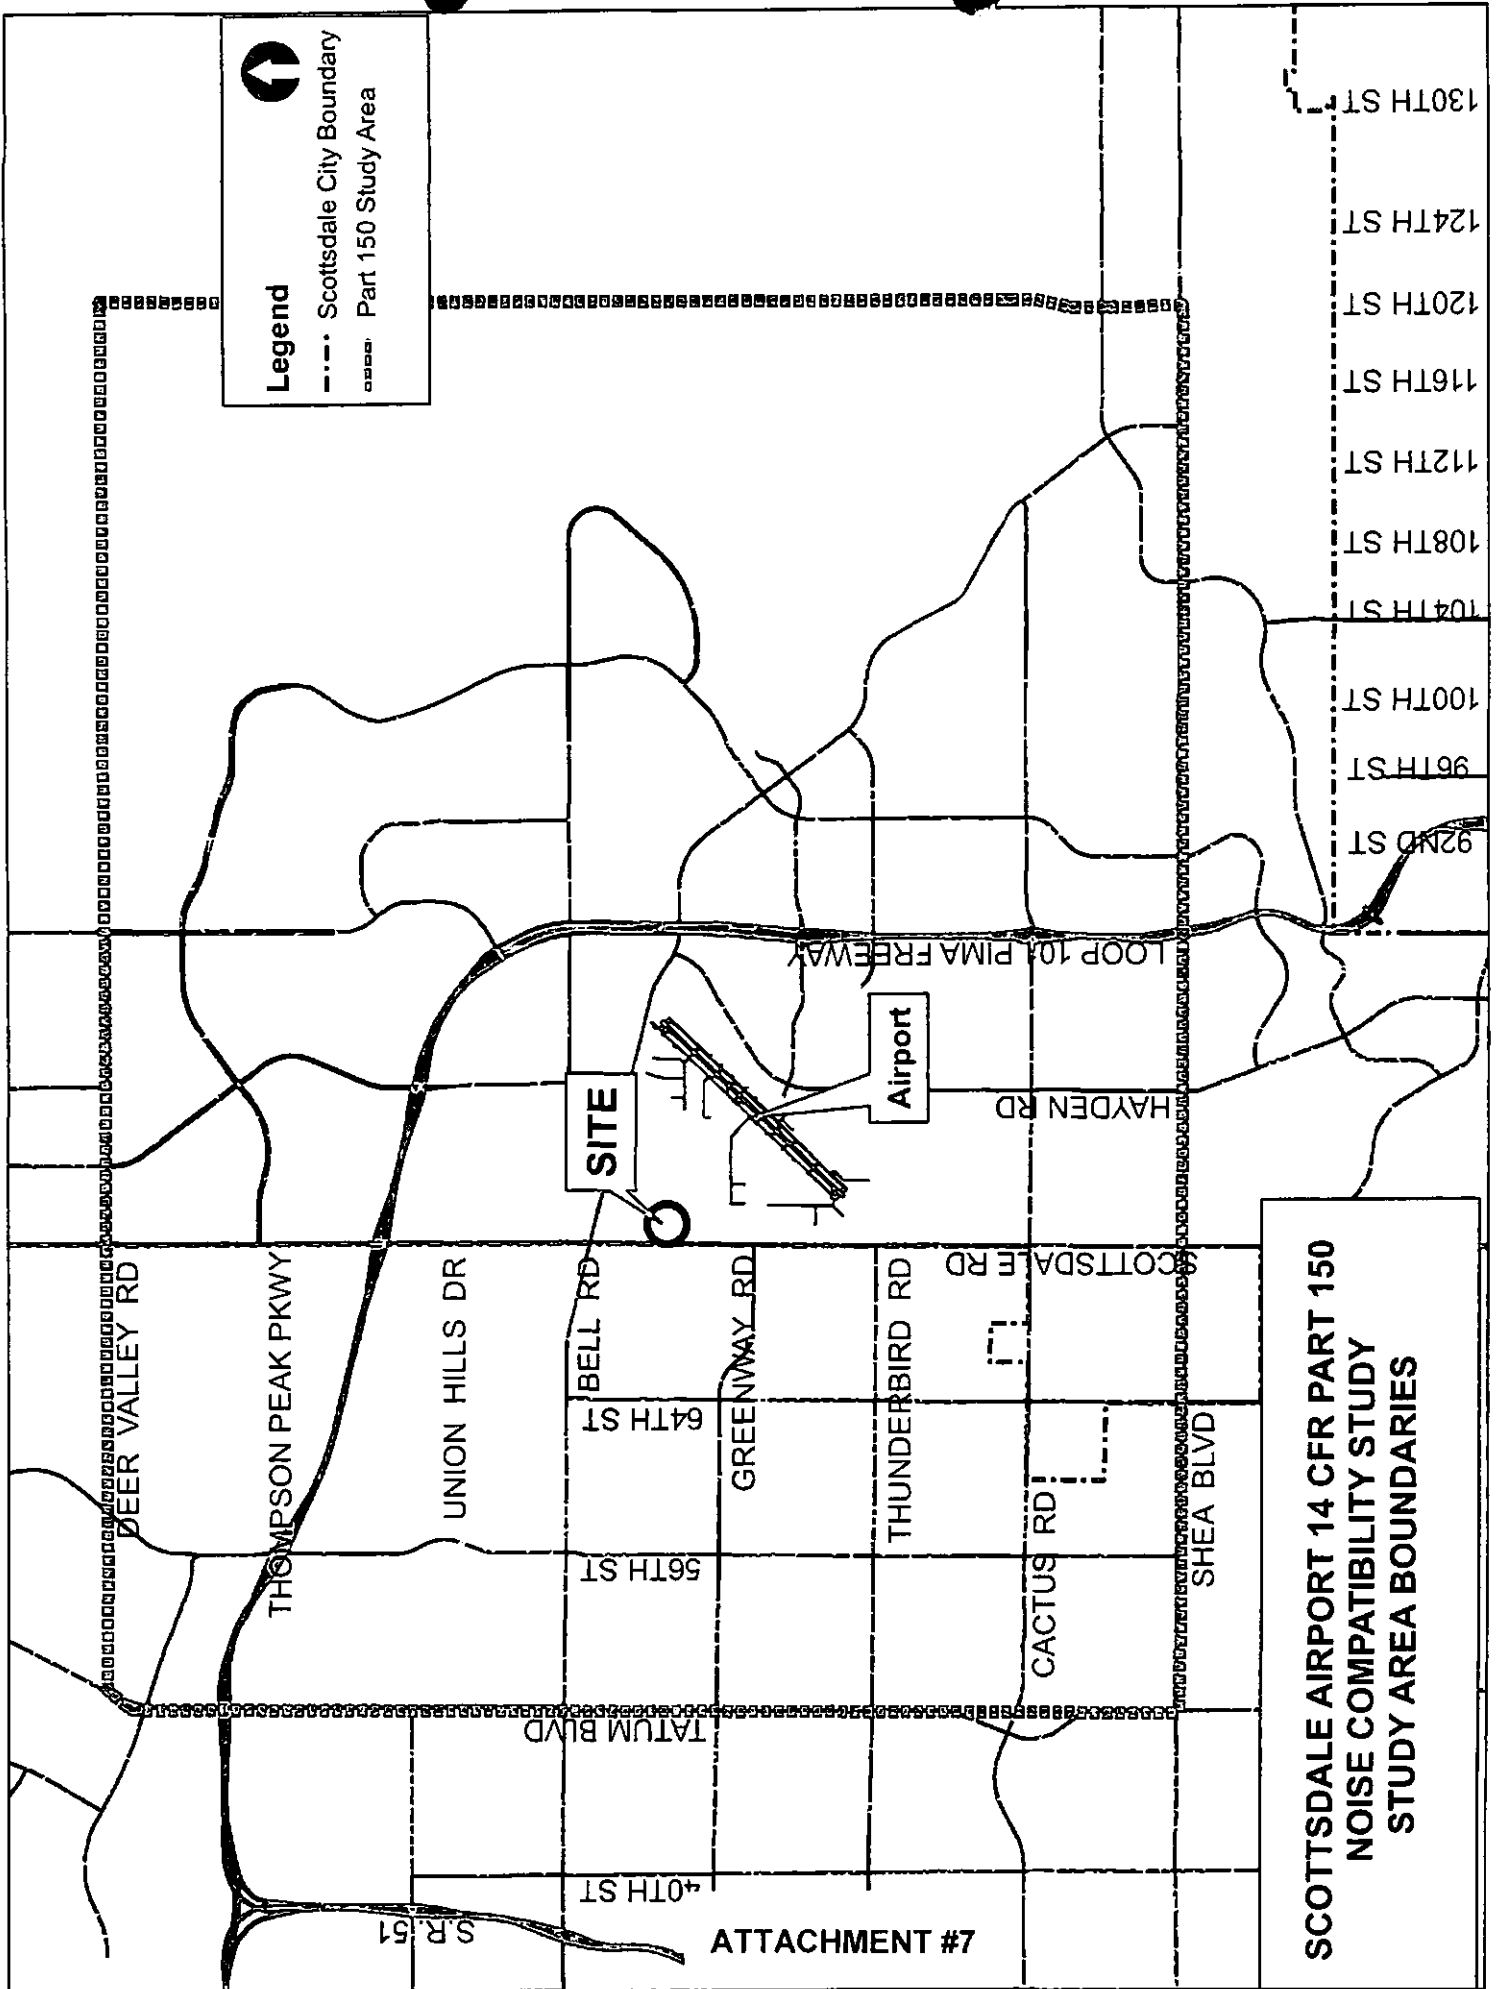 Legend
Scottsdale City Boundary
Part 150 Study Area
DEER VALLEY RD
THOMPSON PEAK PKWY
UNION HILLS DR
BELL RD
GREENWAY RD
THUNDERBIRD RD
CACTUS RD
SHEA BLVD
S.R. 51
40TH ST
TATUM BLVD
56TH ST
64TH ST
SCOTTSDALE RD
HAYDEN RD
LOOP 101 PIMA FREEWAY
92ND ST
96TH ST
100TH ST
104TH ST
108TH ST
112TH ST
116TH ST
120TH ST
124TH ST
130TH ST
SITE
Airport
SCOTTSDALE AIRPORT 14 CFR PART 150
NOISE COMPATIBILITY STUDY
STUDY AREA BOUNDARIES
ATTACHMENT #7